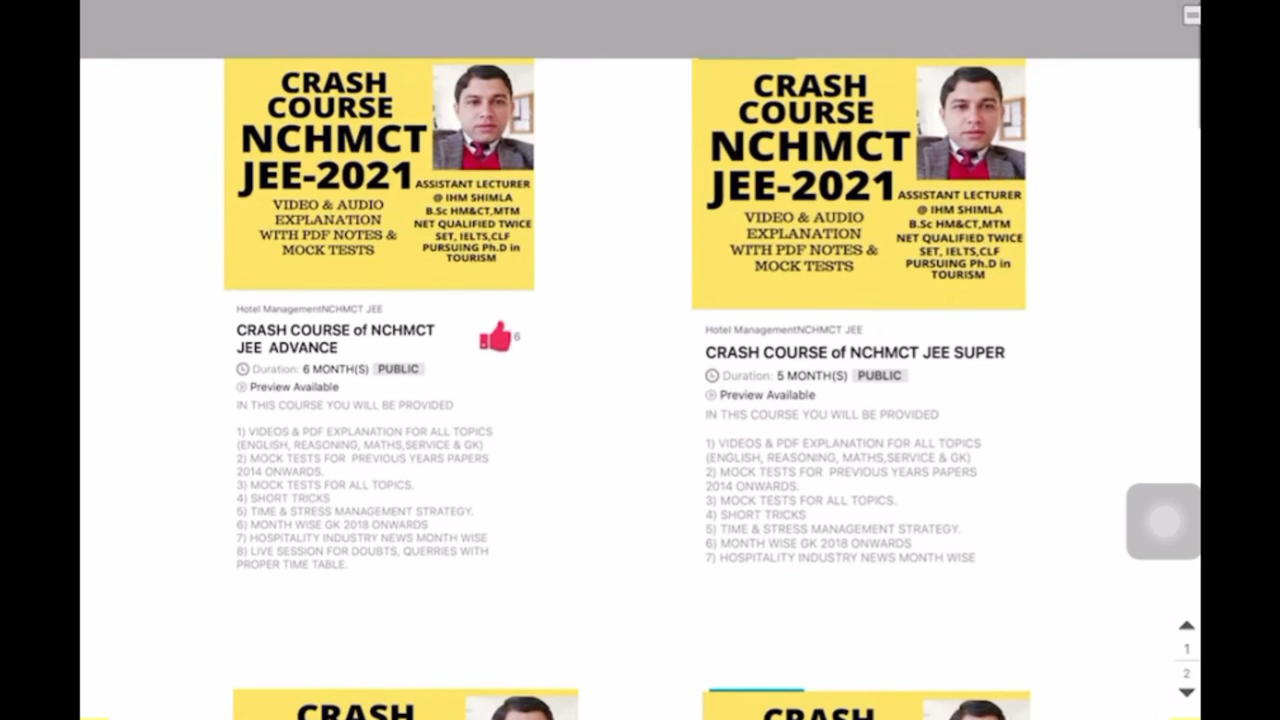 CRASH
COURSE
NCHMCT
JEE-2021
VIDEO & AUDIO
EXPLANATION
WITH PDF NOTES &
MOCK TESTS
ASSISTANT LECTURER
@ IHM SHIMLA
B.Sc HM&CT,MTM
NET QUALIFIED TWICE
SET, IELTS,CLF
PURSUING Ph.D in
TOURISM
Hotel ManagementNCHMCT JEE
CRASH COURSE of NCHMCT
JEE ADVANCE
6
Duration: 6 MONTH(S) PUBLIC
Preview Available
IN THIS COURSE YOU WILL BE PROVIDED
1) VIDEOS & PDF EXPLANATION FOR ALL TOPICS
(ENGLISH, REASONING, MATHS,SERVICE & GK)
2) MOCK TESTS FOR PREVIOUS YEARS PAPERS
2014 ONWARDS.
3) MOCK TESTS FOR ALL TOPICS.
4) SHORT TRICKS
5) TIME & STRESS MANAGEMENT STRATEGY.
6) MONTH WISE GK 2018 ONWARDS
7) HOSPITALITY INDUSTRY NEWS MONTH WISE
8) LIVE SESSION FOR DOUBTS, QUERRIES WITH
PROPER TIME TABLE.
CRASH
COURSE
NCHMCT
JEE-2021
VIDEO & AUDIO
EXPLANATION
WITH PDF NOTES &
MOCK TESTS
ASSISTANT LECTURER
@ IHM SHIMLA
B.Sc HM&CT,MTM
NET QUALIFIED TWICE
SET, IELTS,CLF
PURSUING Ph.D in
TOURISM
Hotel ManagementNCHMCT JEE
CRASH COURSE of NCHMCT JEE SUPER
Duration: 5 MONTH(S) PUBLIC
Preview Available
IN THIS COURSE YOU WILL BE PROVIDED
1) VIDEOS & PDF EXPLANATION FOR ALL TOPICS
(ENGLISH, REASONING, MATHS,SERVICE & GK)
2) MOCK TESTS FOR PREVIOUS YEARS PAPERS
2014 ONWARDS.
3) MOCK TESTS FOR ALL TOPICS.
4) SHORT TRICKS
5) TIME & STRESS MANAGEMENT STRATEGY.
6) MONTH WISE GK 2018 ONWARDS
7) HOSPITALITY INDUSTRY NEWS MONTH WISE
1
2
CRASH
CRASH